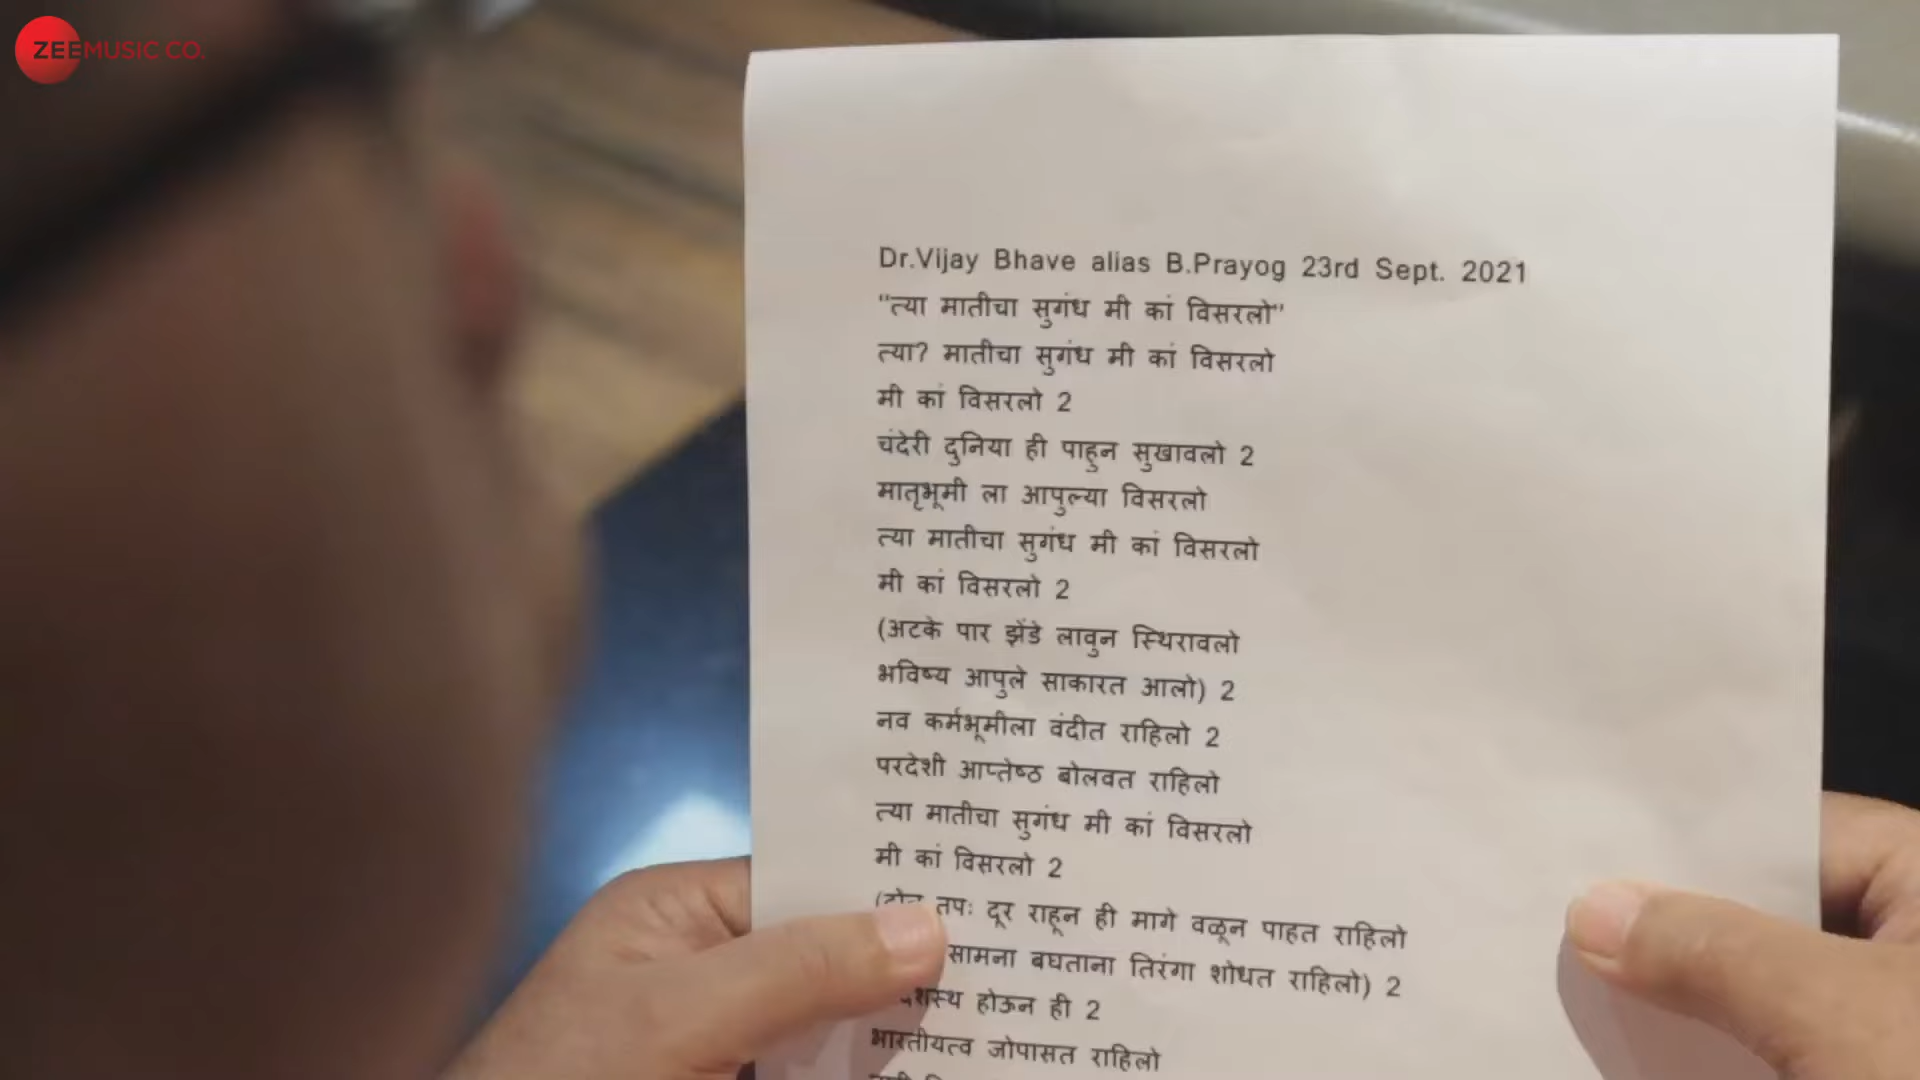 ZEE MUSIC CO.
Dr.Vijay Bhave alias B.Prayog 23rd Sept. 2021
"त्या मातीचा सुगंध मी कां विसरलो"
त्या? मातीचा सुगंध मी कां विसरलो
मी कां विसरलो 2
चंदेरी दुनिया ही पाहुन सुखावलो 2
मातृभूमी ला आपुल्या विसरलो
त्या मातीचा सुगंध मी कां विसरलो
मी कां विसरलो 2
(अटके पार झेंडे लावुन स्थिरावलो
भविष्य आपुले साकारत आलो) 2
नव कर्मभूमीला वंदीत राहिलो 2
परदेशी आप्तेष्ठ बोलवत राहिलो
त्या मातीचा सुगंध मी कां विसरलो
मी कां विसरलो 2
तपः दूर राहून ही मागे वळून पाहत राहिलो
सामना बघताना तिरंगा शोधत राहिलो) 2
होऊन ही 2
भारतीयत्व जोपासत राहिलो